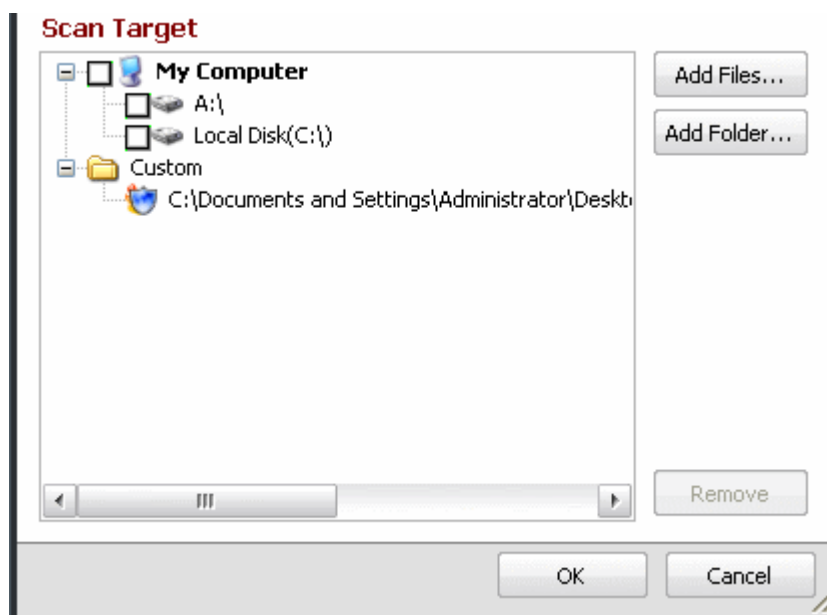 Scan Target
My Computer
A:\
Local Disk(C:\)
Custom
C:\Documents and Settings\Administrator\Deskt
Add Files...
Add Folder...
Remove
OK
Cancel